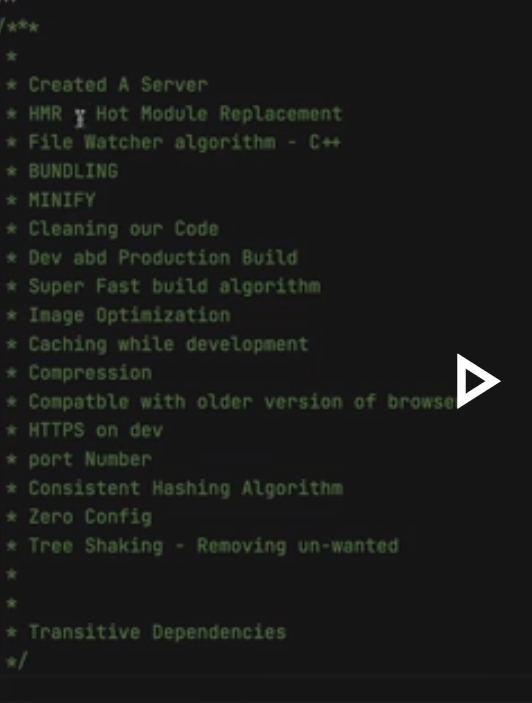 /***
*
* Created A Server
* HMR - Hot Module Replacement
* File Watcher algorithm - C++
* BUNDLING
* MINIFY
* Cleaning our Code
* Dev abd Production Build
* Super Fast build algorithm
* Image Optimization
* Caching while development
* Compression
* Compatble with older version of browser
* HTTPS on dev
* port Number
* Consistent Hashing Algorithm
* Zero Config
* Tree Shaking - Removing un-wanted
*
*
* Transitive Dependencies
*/